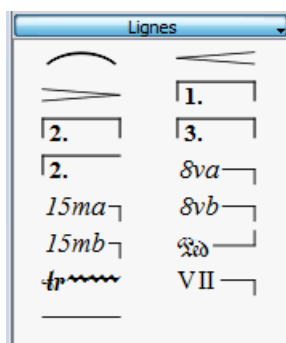 Lignes
1.
2. 3.
2. 8va
15ma 8vb
15mb Ped
tr VII